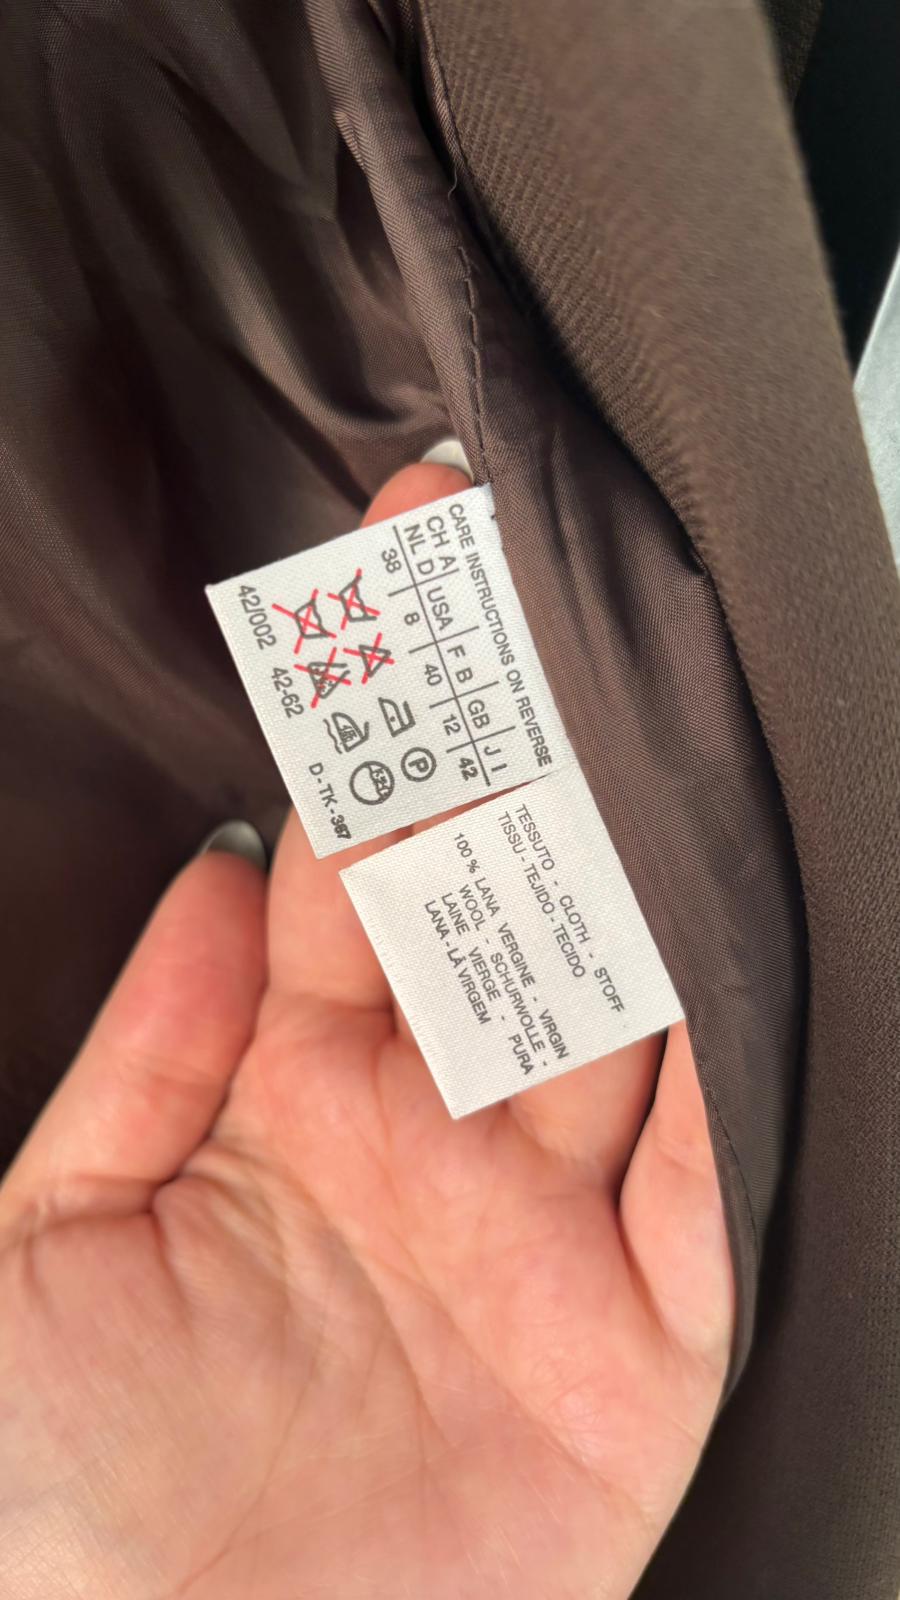 CARE INSTRUCTIONS ON REVERSE
CH A USA F B GB J I
NL D
38 8 40 12 42
P
42/002 42-62 D-TK-367
TESSUTO - CLOTH - STOFF
TISSU - TEJIDO - TECIDO
100 % LANA VERGINE - VIRGIN
WOOL - SCHURWOLLE -
LAINE VIERGE - PURA
LANA - LÃ VIRGEM